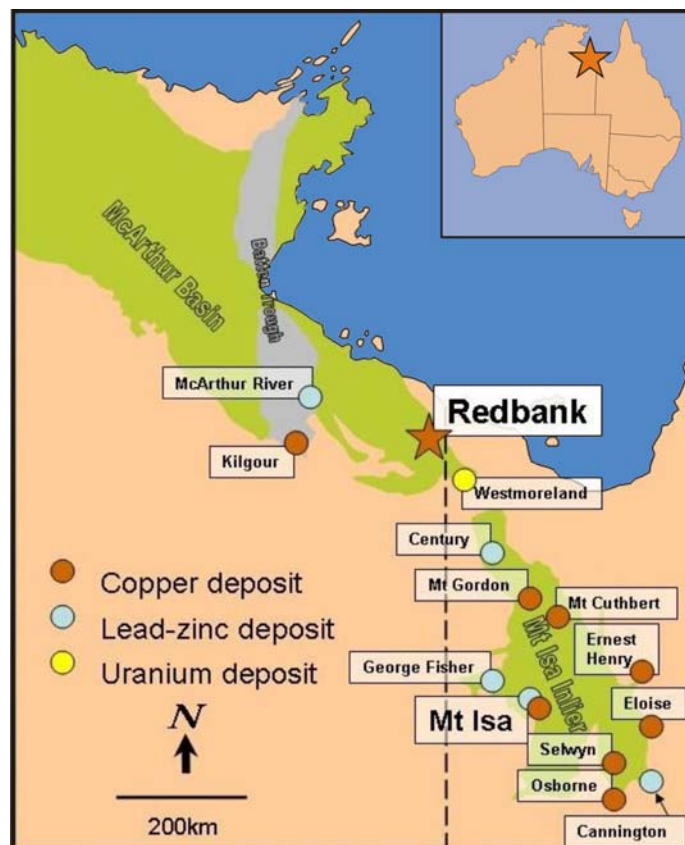 McArthur Basin
Batten Trough
McArthur River
Redbank
Kilgour
Westmoreland
Century
Copper deposit
Mt Gordon
Mt Cuthbert
Lead-zinc deposit
Mt Isa Inlier
Ernest
Henry
Uranium deposit
George Fisher
Eloise
N
Mt Isa
Selwyn
Osborne
200km
Cannington